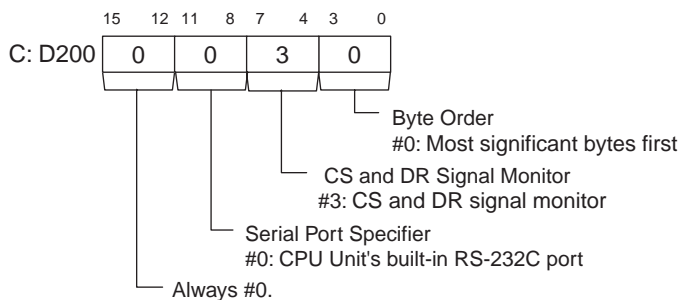 15 12 11 8 7 4 3 0
C: D200 0 0 3 0
Byte Order
#0: Most significant bytes first
CS and DR Signal Monitor
#3: CS and DR signal monitor
Serial Port Specifier
#0: CPU Unit's built-in RS-232C port
Always #0.